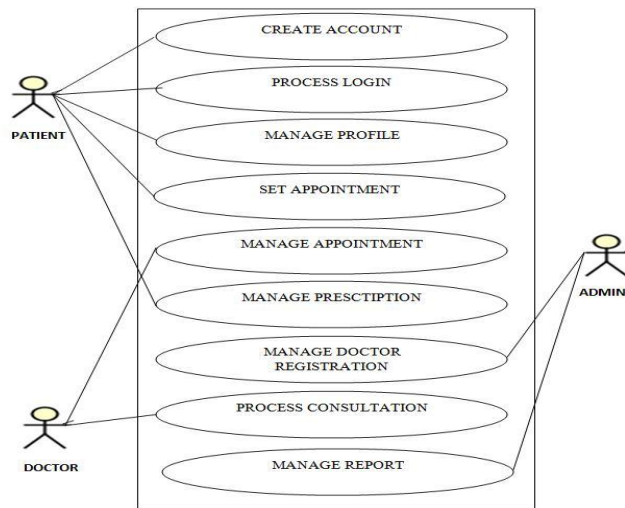 CREATE ACCOUNT
PROCESS LOGIN
PATIENT
MANAGE PROFILE
SET APPOINTMENT
MANAGE APPOINTMENT
ADMIN
MANAGE PRESCTIPTION
MANAGE DOCTOR
REGISTRATION
PROCESS CONSULTATION
DOCTOR
MANAGE REPORT